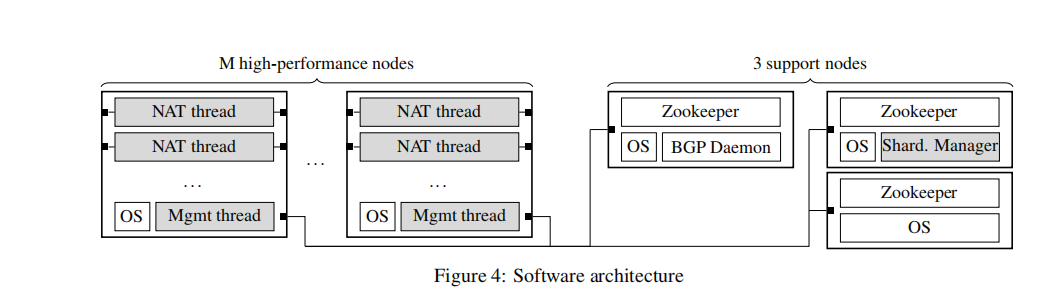 M high-performance nodes
3 support nodes
NAT thread
NAT thread
...
OS Mgmt thread
...
NAT thread
NAT thread
...
OS Mgmt thread
Zookeeper
OS BGP Daemon
Zookeeper
OS Shard. Manager
Zookeeper
OS
Figure 4: Software architecture